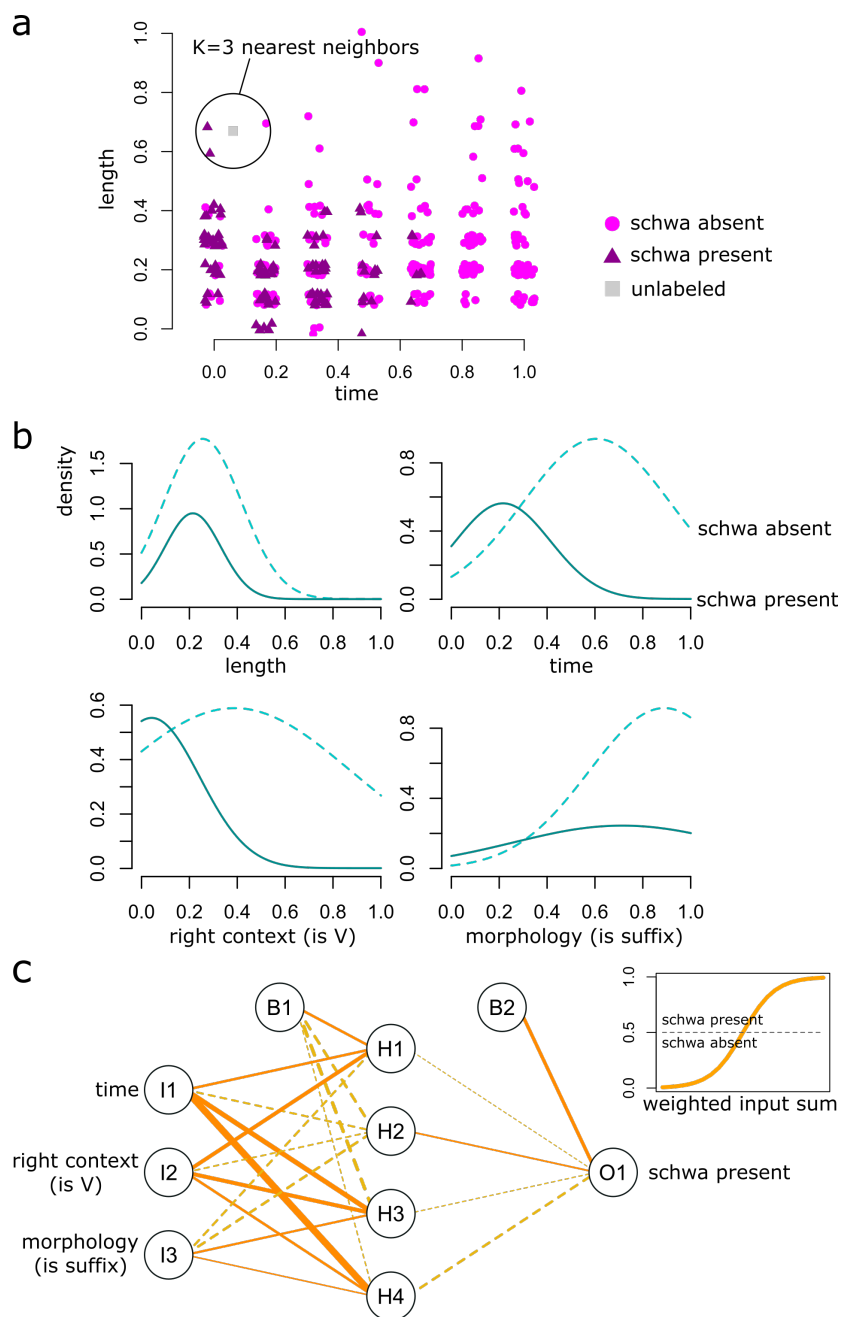 a
K=3 nearest neighbors
length
0.0 0.2 0.4 0.6 0.8 1.0
0.0 0.2 0.4 0.6 0.8 1.0
time
schwa absent
schwa present
unlabeled
b
density
0.0 0.5 1.0 1.5
0.0 0.2 0.4 0.6 0.8 1.0
length
0.0 0.4 0.8
0.0 0.2 0.4 0.6 0.8 1.0
time
schwa absent
schwa present
0.0 0.2 0.4 0.6
0.0 0.2 0.4 0.6 0.8 1.0
right context (is V)
0.0 0.4 0.8
0.0 0.2 0.4 0.6 0.8 1.0
morphology (is suffix)
c
B1
B2
H1
time
I1
H2
right context
(is V)
I2
O1
schwa present
H3
morphology
(is suffix)
I3
H4
0.0 0.5 1.0
schwa present
schwa absent
weighted input sum